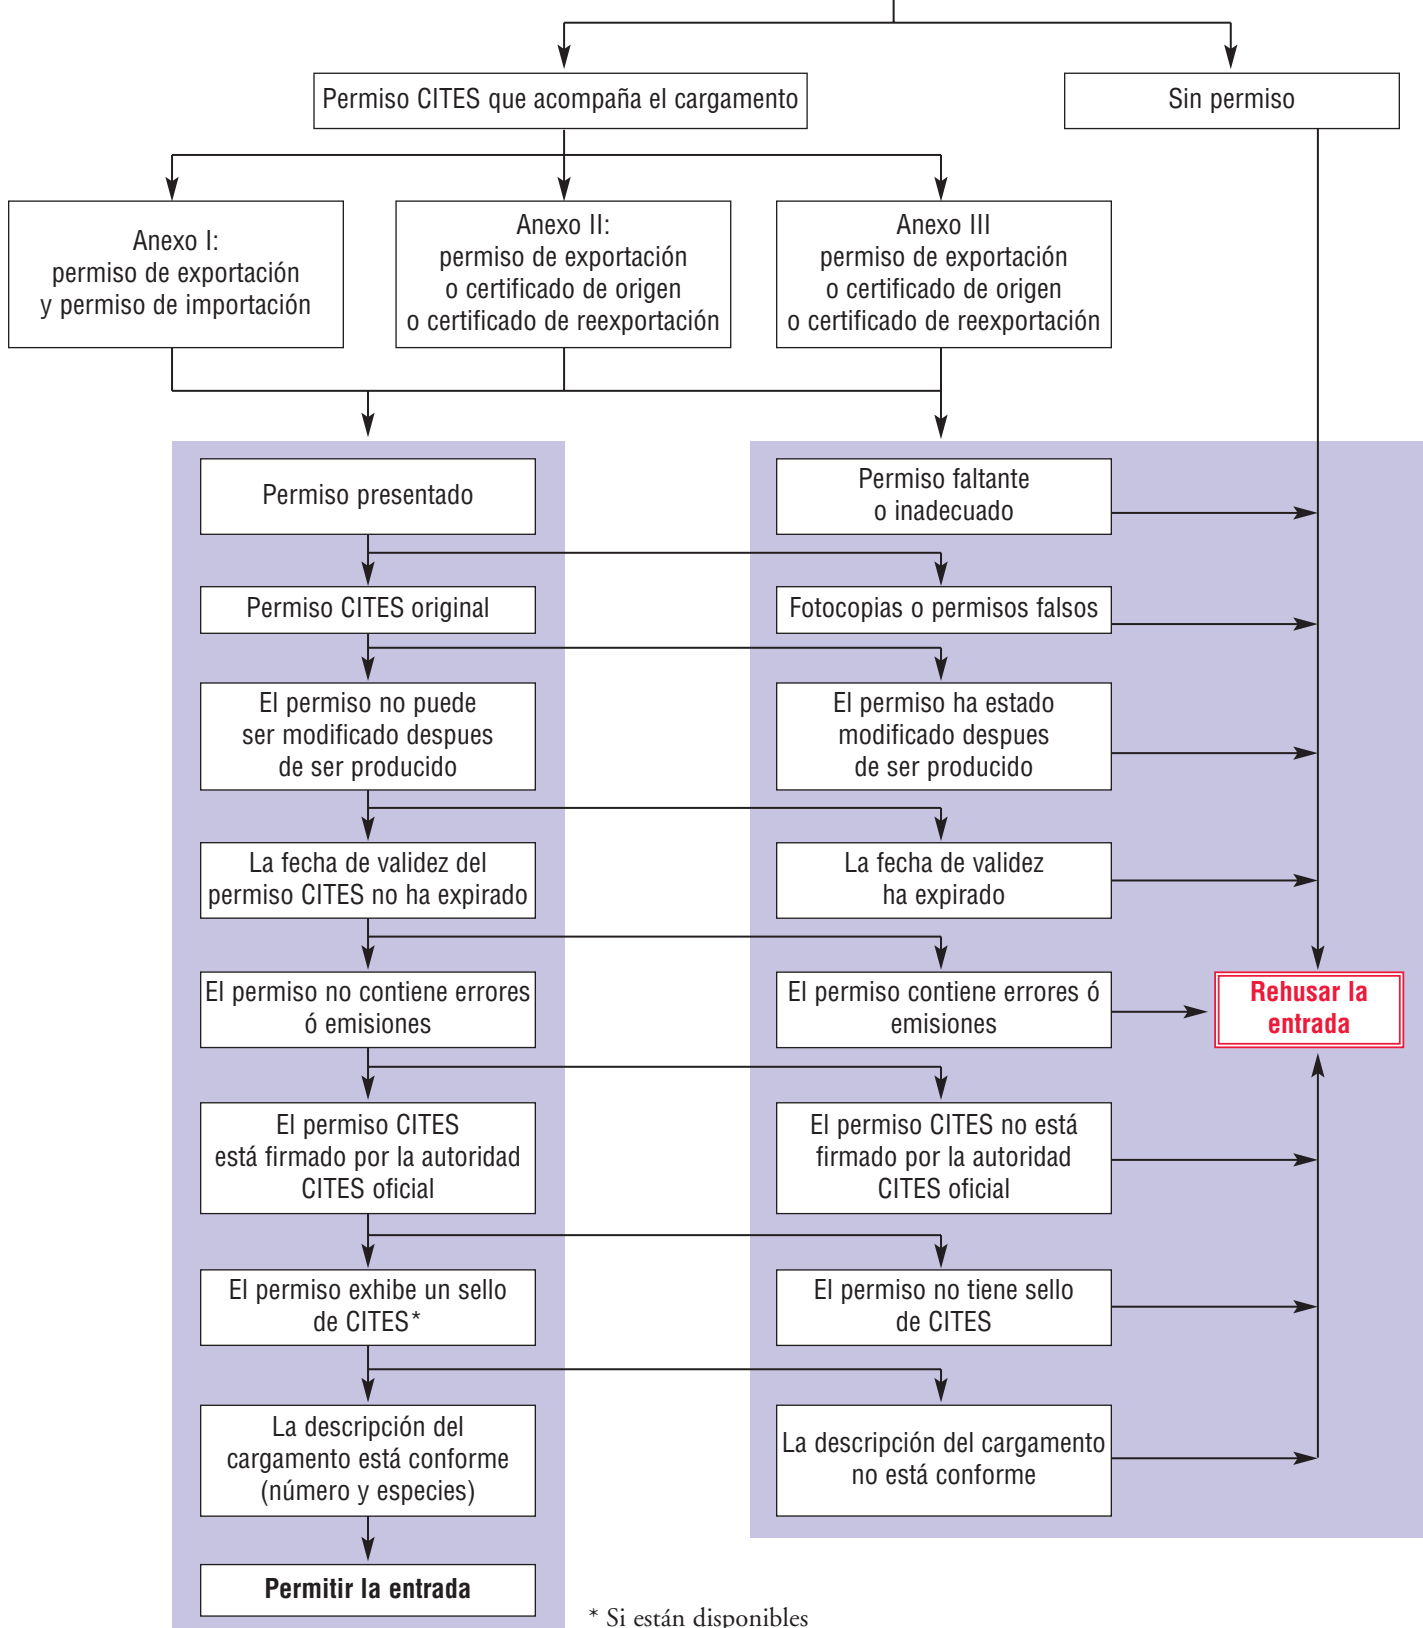 Permiso CITES que acompaña el cargamento
Sin permiso
Anexo I:
permiso de exportación
y permiso de importación
Anexo II:
permiso de exportación
o certificado de origen
o certificado de reexportación
Anexo III
permiso de exportación
o certificado de origen
o certificado de reexportación
Permiso presentado
Permiso faltante
o inadecuado
Permiso CITES original
Fotocopias o permisos falsos
El permiso no puede
ser modificado despues
de ser producido
El permiso ha estado
modificado despues
de ser producido
La fecha de validez del
permiso CITES no ha expirado
La fecha de validez
ha expirado
El permiso no contiene errores
ó emisiones
El permiso contiene errores ó
emisiones
Rehusar la
entrada
El permiso CITES
está firmado por la autoridad
CITES oficial
El permiso CITES no está
firmado por la autoridad
CITES oficial
El permiso exhibe un sello
de CITES*
El permiso no tiene sello
de CITES
La descripción del
cargamento está conforme
(número y especies)
La descripción del cargamento
no está conforme
Permitir la entrada
* Si están disponibles